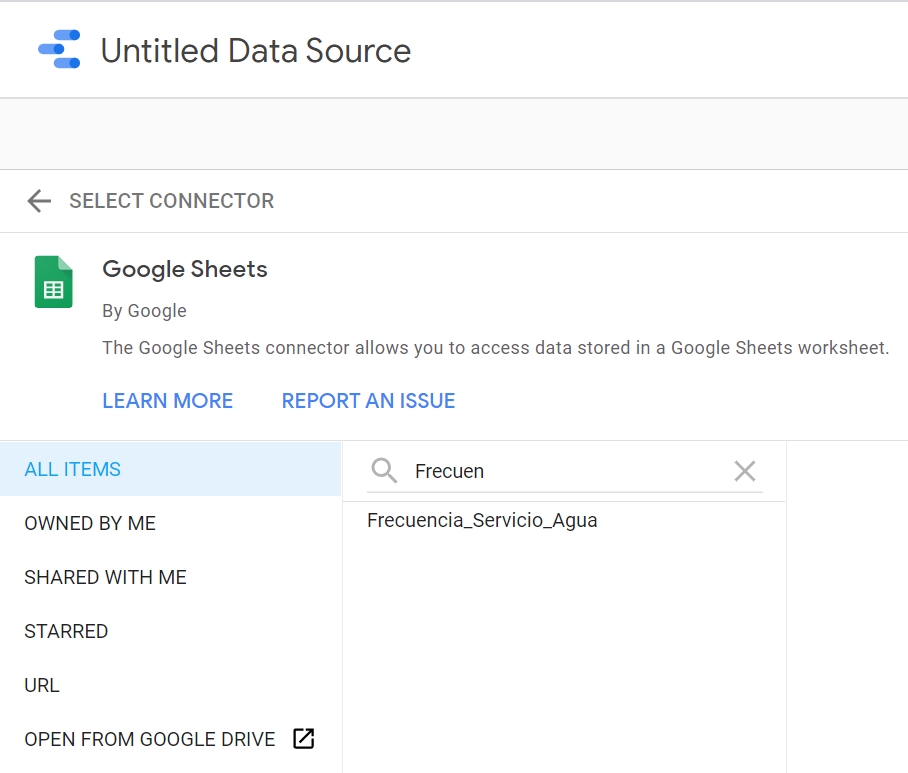 Untitled Data Source
SELECT CONNECTOR
Google Sheets
By Google
The Google Sheets connector allows you to access data stored in a Google Sheets worksheet.
LEARN MORE REPORT AN ISSUE
ALL ITEMS
OWNED BY ME
SHARED WITH ME
STARRED
URL
OPEN FROM GOOGLE DRIVE
Frecuen
Frecuencia_Servicio_Agua